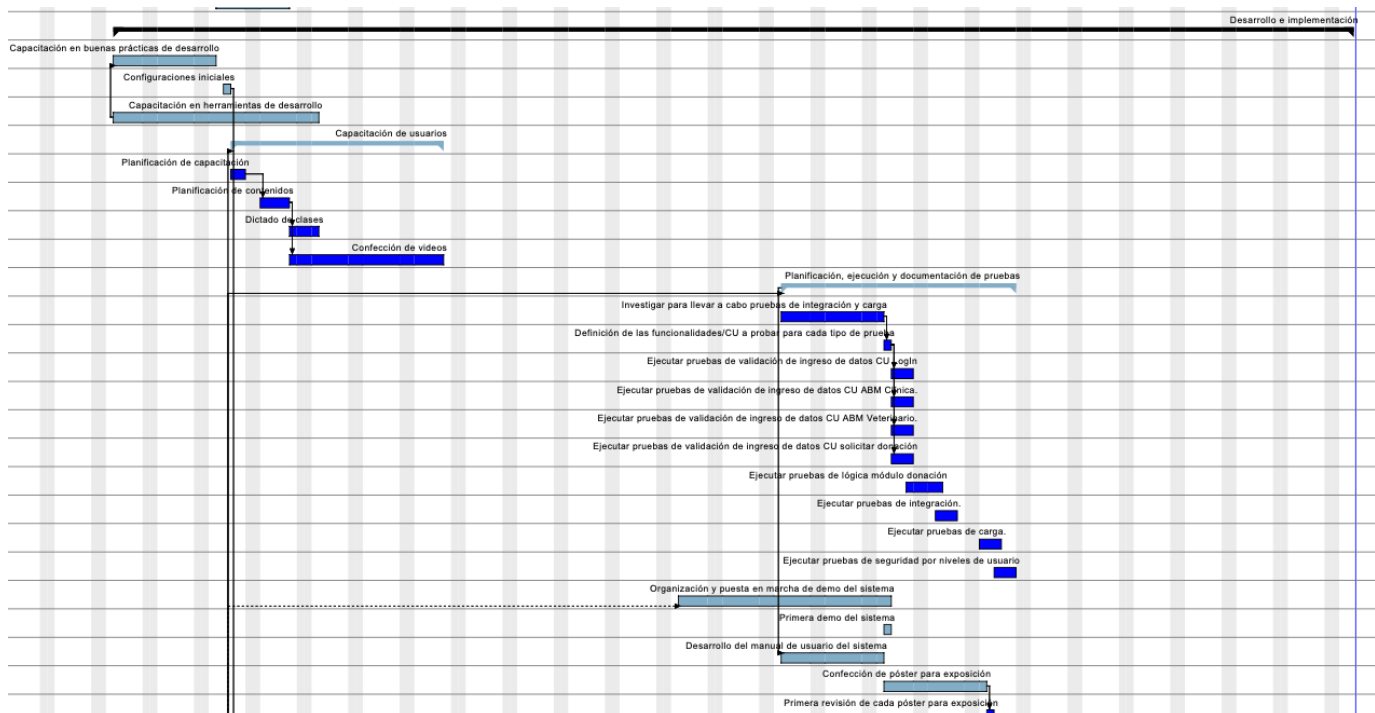 Desarrollo e implementación
Capacitación en buenas prácticas de desarrollo
Configuraciones iniciales
Capacitación en herramientas de desarrollo
Capacitación de usuarios
Planificación de capacitación
Planificación de contenidos
Dictado de clases
Confección de videos
Planificación, ejecución y documentación de pruebas
Investigar para llevar a cabo pruebas de integración y carga
Definición de las funcionalidades/CU a probar para cada tipo de prueba
Ejecutar pruebas de validación de ingreso de datos CU LogIn
Ejecutar pruebas de validación de ingreso de datos CU ABM Clínica.
Ejecutar pruebas de validación de ingreso de datos CU ABM Veterinario.
Ejecutar pruebas de validación de ingreso de datos CU solicitar donación
Ejecutar pruebas de lógica módulo donación
Ejecutar pruebas de integración.
Ejecutar pruebas de carga.
Ejecutar pruebas de seguridad por niveles de usuario
Organización y puesta en marcha de demo del sistema
Primera demo del sistema
Desarrollo del manual de usuario del sistema
Confección de póster para exposición
Primera revisión de cada póster para exposición